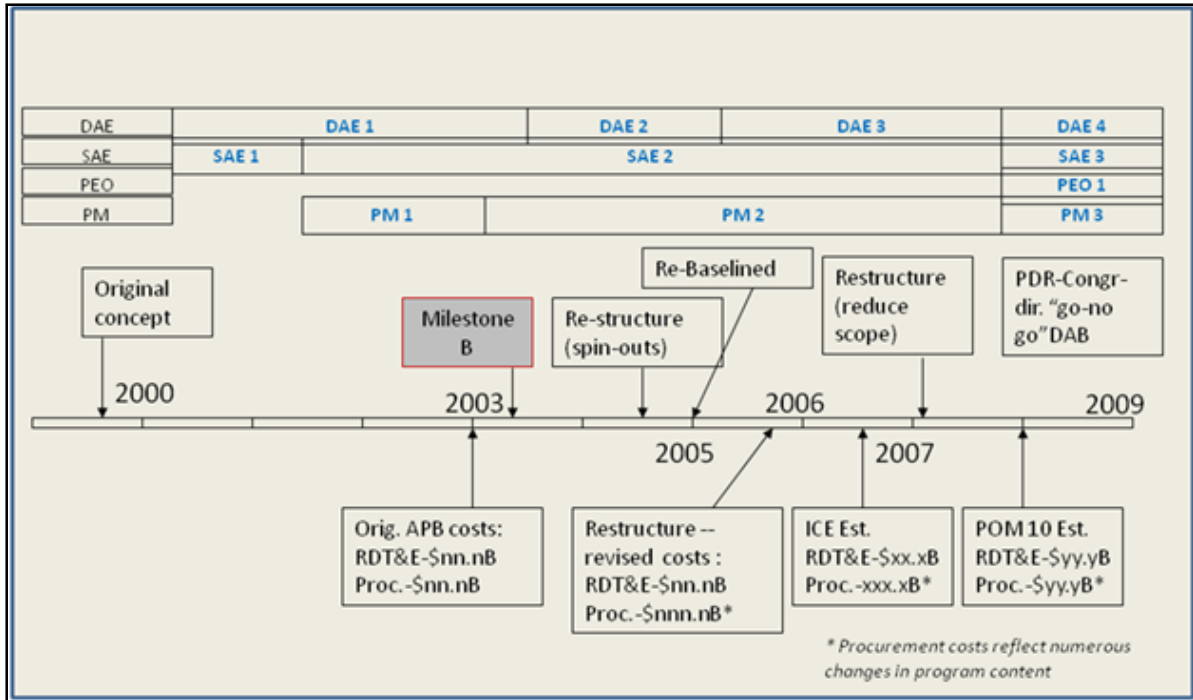 DAE DAE 1 DAE 2 DAE 3 DAE 4
SAE SAE 1 SAE 2 SAE 3
PEO PEO 1
PM PM 1 PM 2 PM 3
Original
concept
Milestone
B
Re-structure
(spin-outs)
Re-Baselined
Restructure
(reduce
scope)
PDR-Congr-
dir. “go-no
go”DAB
2000 2003 2006 2009
2005 2007
Orig. APB costs:
RDT&E-$nn.nB
Proc.-$nn.nB
Restructure --
revised costs :
RDT&E-$nn.nB
Proc.-$nnn.nB*
ICE Est.
RDT&E-$xx.xB
Proc.-xxx.xB*
POM 10 Est.
RDT&E-$yy.yB
Proc.-$yy.yB*
* Procurement costs reflect numerous
changes in program content